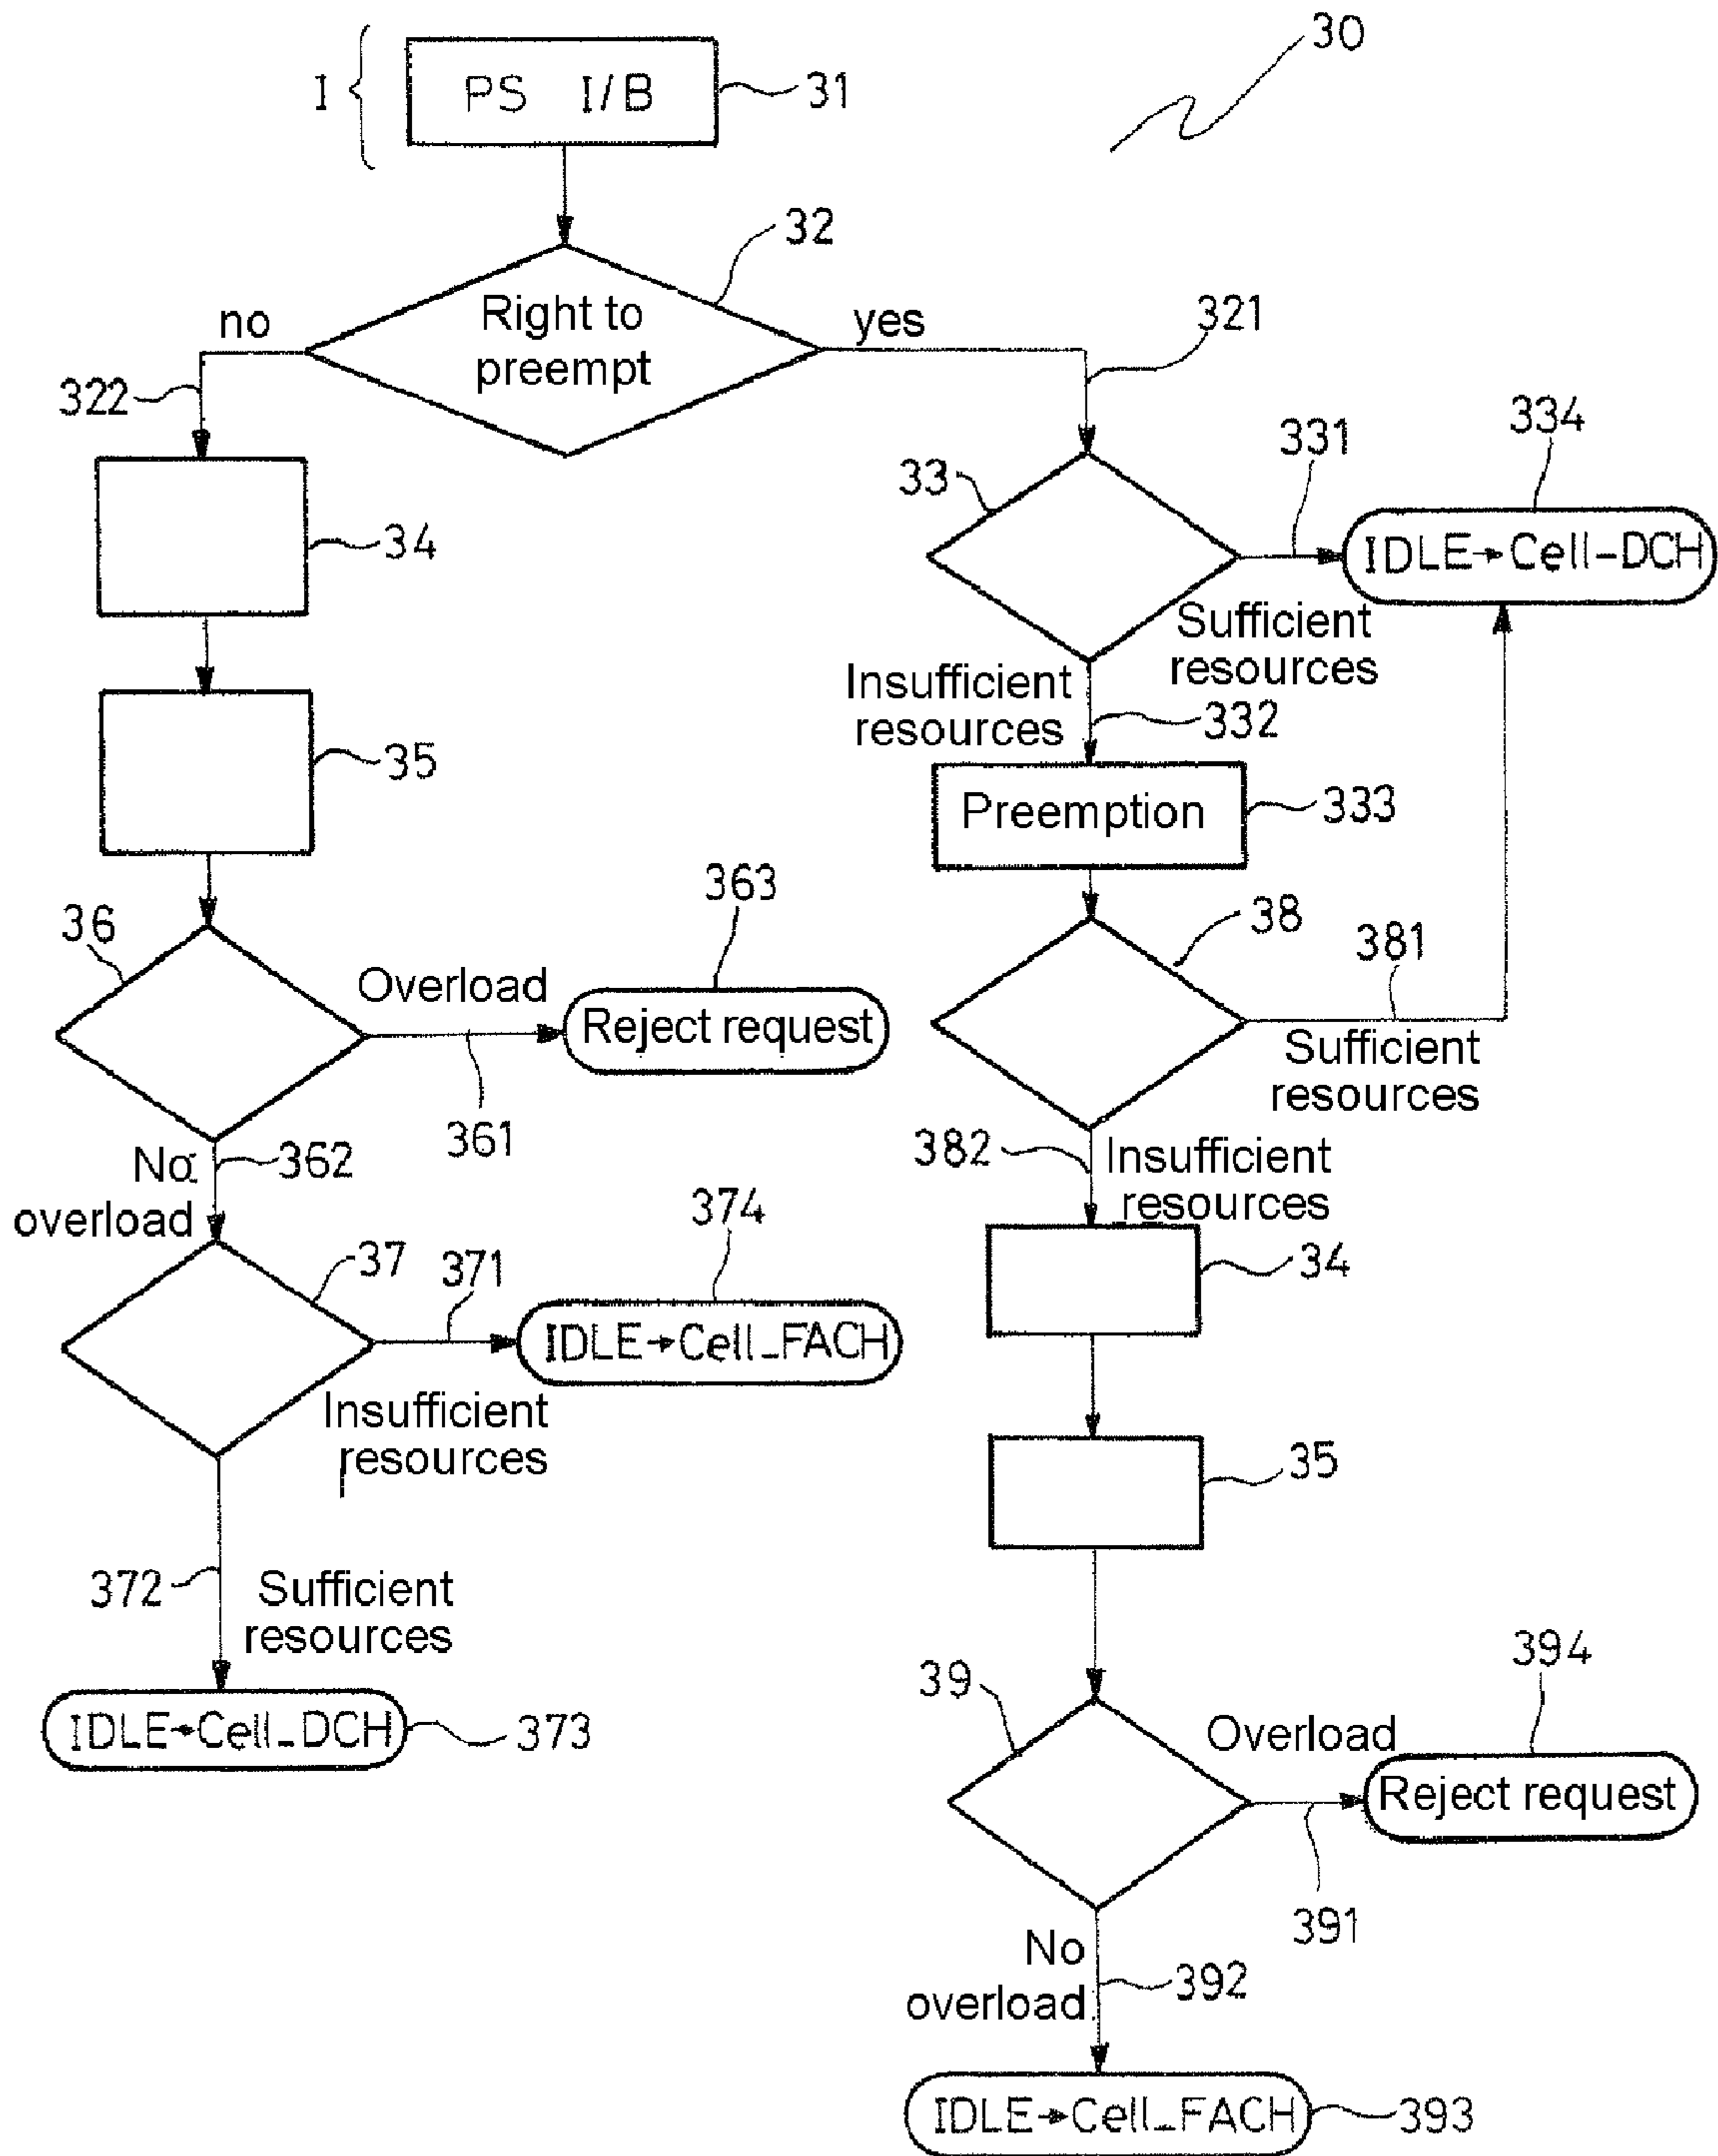 30
I { PS I/B 31
32
Right to
preempt
no
yes
321
322
34
33
331
334
IDLE→Cell-DCH
Sufficient
resources
Insufficient
resources
332
35
Preemption
333
363
36
Overload
Reject request
361
38
381
Sufficient
resources
No
overload
362
382
Insufficient
resources
374
37
371
IDLE→Cell_FACH
34
Insufficient
resources
35
372
Sufficient
resources
IDLE→Cell_DCH
373
39
394
Overload
Reject request
391
No
overload
392
IDLE→Cell_FACH
393